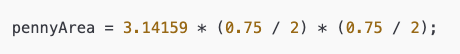 pennyArea = 3.14159 * (0.75 / 2) * (0.75 / 2);